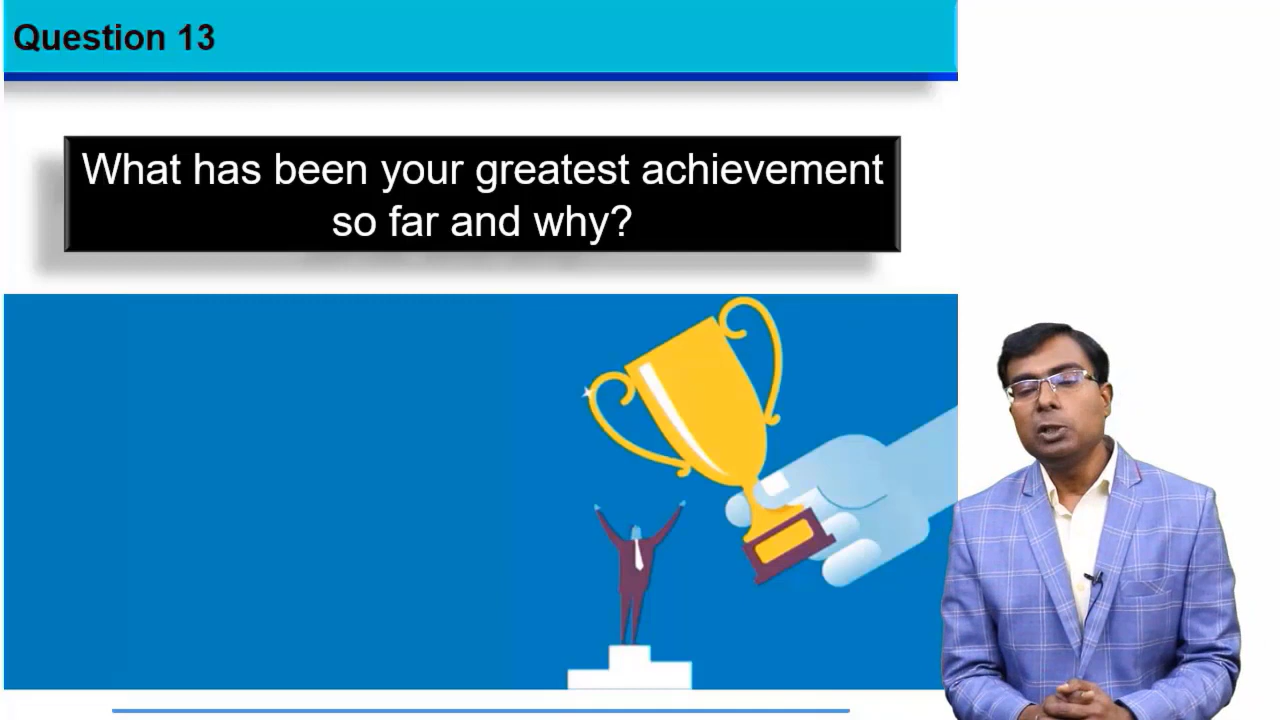 Question 13
What has been your greatest achievement
so far and why?